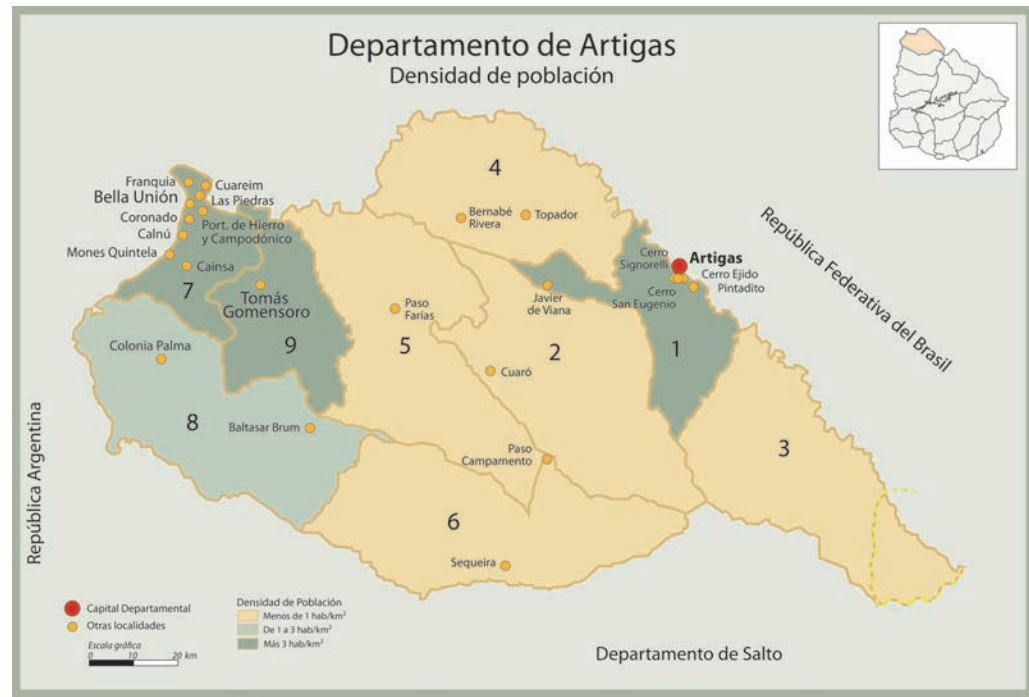 Departamento de Artigas
Densidad de población
4
Franquia
Cuareim
Bella Unión
Las Piedras
Bernabé
Rivera
Topador
Coronado
Port. de Hierro
y Campodónico
Calnú
República Federativa del Brasil
Mones Quintela
Cainsa
Cerro
Signorelli
Artigas
Cerro Ejido
Pintadito
7
Tomás
Gomensoro
Javier
de Viana
Cerro
San Eugenio
Paso
Farías
Colonia Palma
9
5
2
1
Cuaró
8
Baltasar Brum
República Argentina
Paso
Campamento
3
6
Sequeira
Capital Departamental
Otras localidades
Escala gráfica
0 10 20 km
Densidad de Población
Menos de 1 hab/km²
De 1 a 3 hab/km²
Más 3 hab/km²
Departamento de Salto